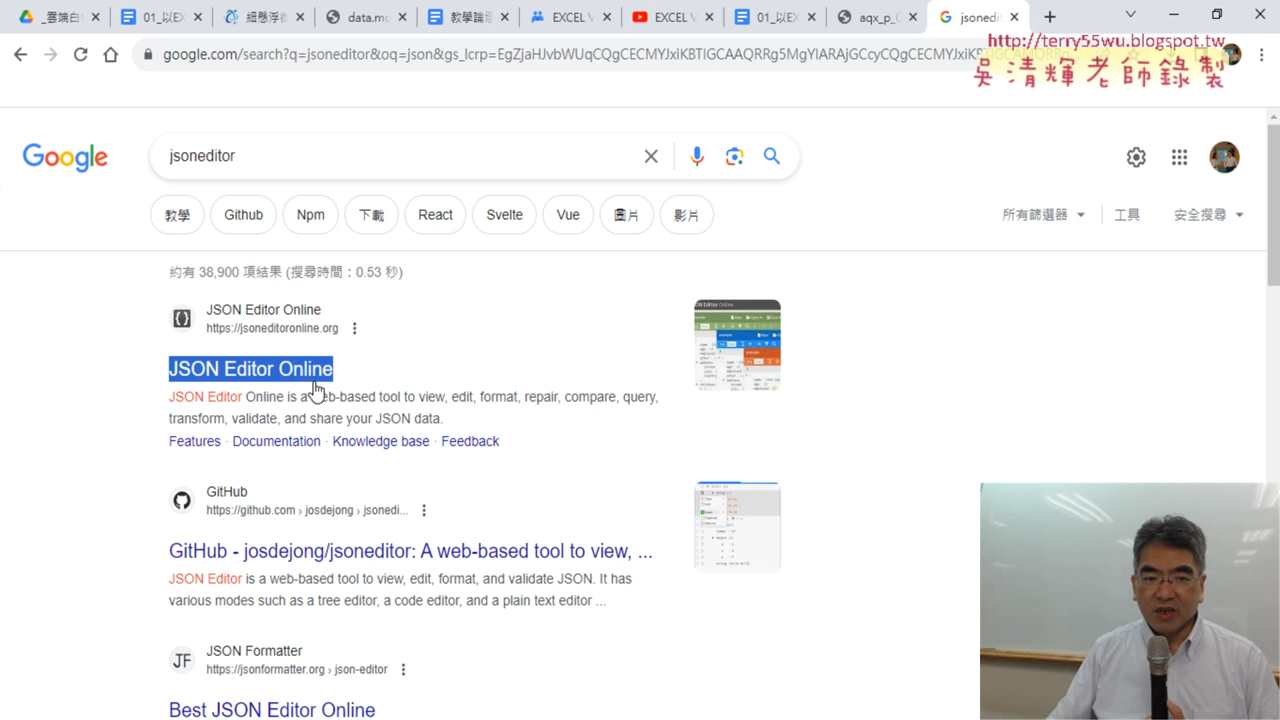 _雲端白
01_以EX
細懸浮微
data.mc
教學論壇
EXCEL V
EXCEL V
01_以EX
aqx_p_0
jsonedit
google.com/search?q=jsoneditor&oq=json&gs_lcrp=
http://terry55wu.blogspot.tw
吳清輝老師錄製
Google
jsoneditor
教學
Github
Npm
下載
React
Svelte
Vue
圖片
影片
所有篩選器
工具
安全搜尋
約有 38,900 項結果 (搜尋時間:0.53 秒)
JSON Editor Online
https://jsoneditoronline.org
JSON Editor Online
JSON Editor Online is a web-based tool to view, edit, format, repair, compare, query,
transform, validate, and share your JSON data.
Features · Documentation · Knowledge base · Feedback
GitHub
https://github.com › josdejong › jsonedi...
GitHub - josdejong/jsoneditor: A web-based tool to view, ...
JSON Editor is a web-based tool to view, edit, format, and validate JSON. It has
various modes such as a tree editor, a code editor, and a plain text editor ...
JF
JSON Formatter
https://jsonformatter.org › json-editor
Best JSON Editor Online